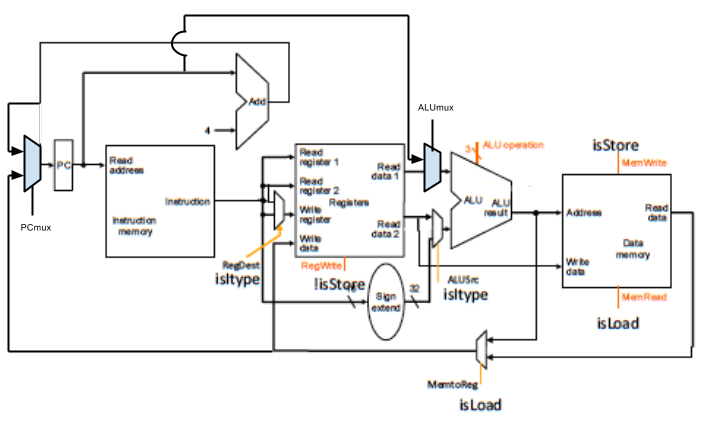 ALUmux
3
ALU operation
isStore
MemWrite
Add
4
PC
Read
address
Instruction
Instruction
memory
PCmux
Read
register 1
Read
register 2
Write
register
Write
data
Registers
Read
data 1
Read
data 2
RegWrite
!isStore
RegDest
isItype
16
Sign
extend
32
ALU
ALU
result
ALUSrc
isItype
Address
Read
data
Data
memory
Write
data
MemRead
isLoad
MemtoReg
isLoad